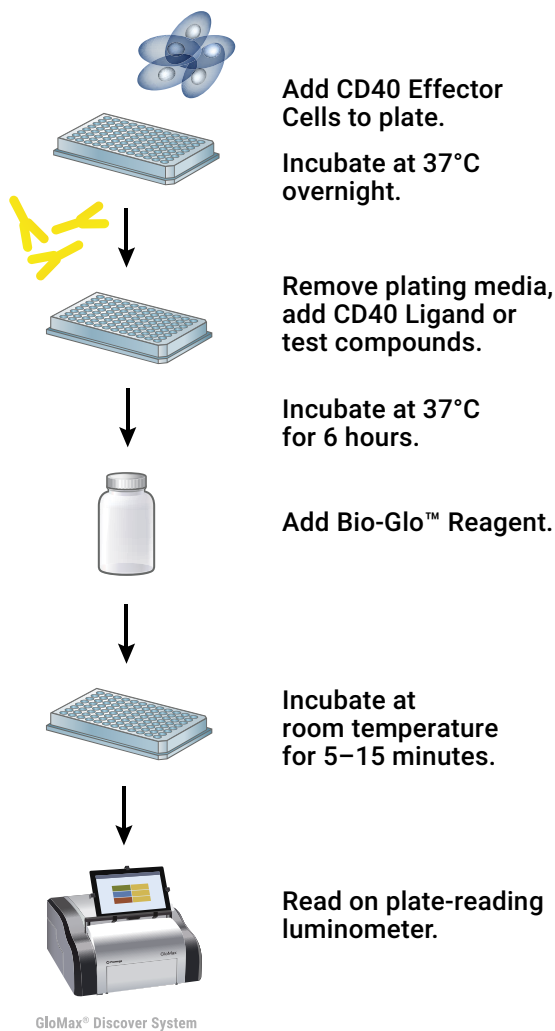 Add CD40 Effector
Cells to plate.
Incubate at 37°C
overnight.
Remove plating media,
add CD40 Ligand or
test compounds.
Incubate at 37°C
for 6 hours.
Add Bio-Glo™ Reagent.
Incubate at
room temperature
for 5–15 minutes.
Read on plate-reading
luminometer.
Promega
GloMax
GloMax® Discover System